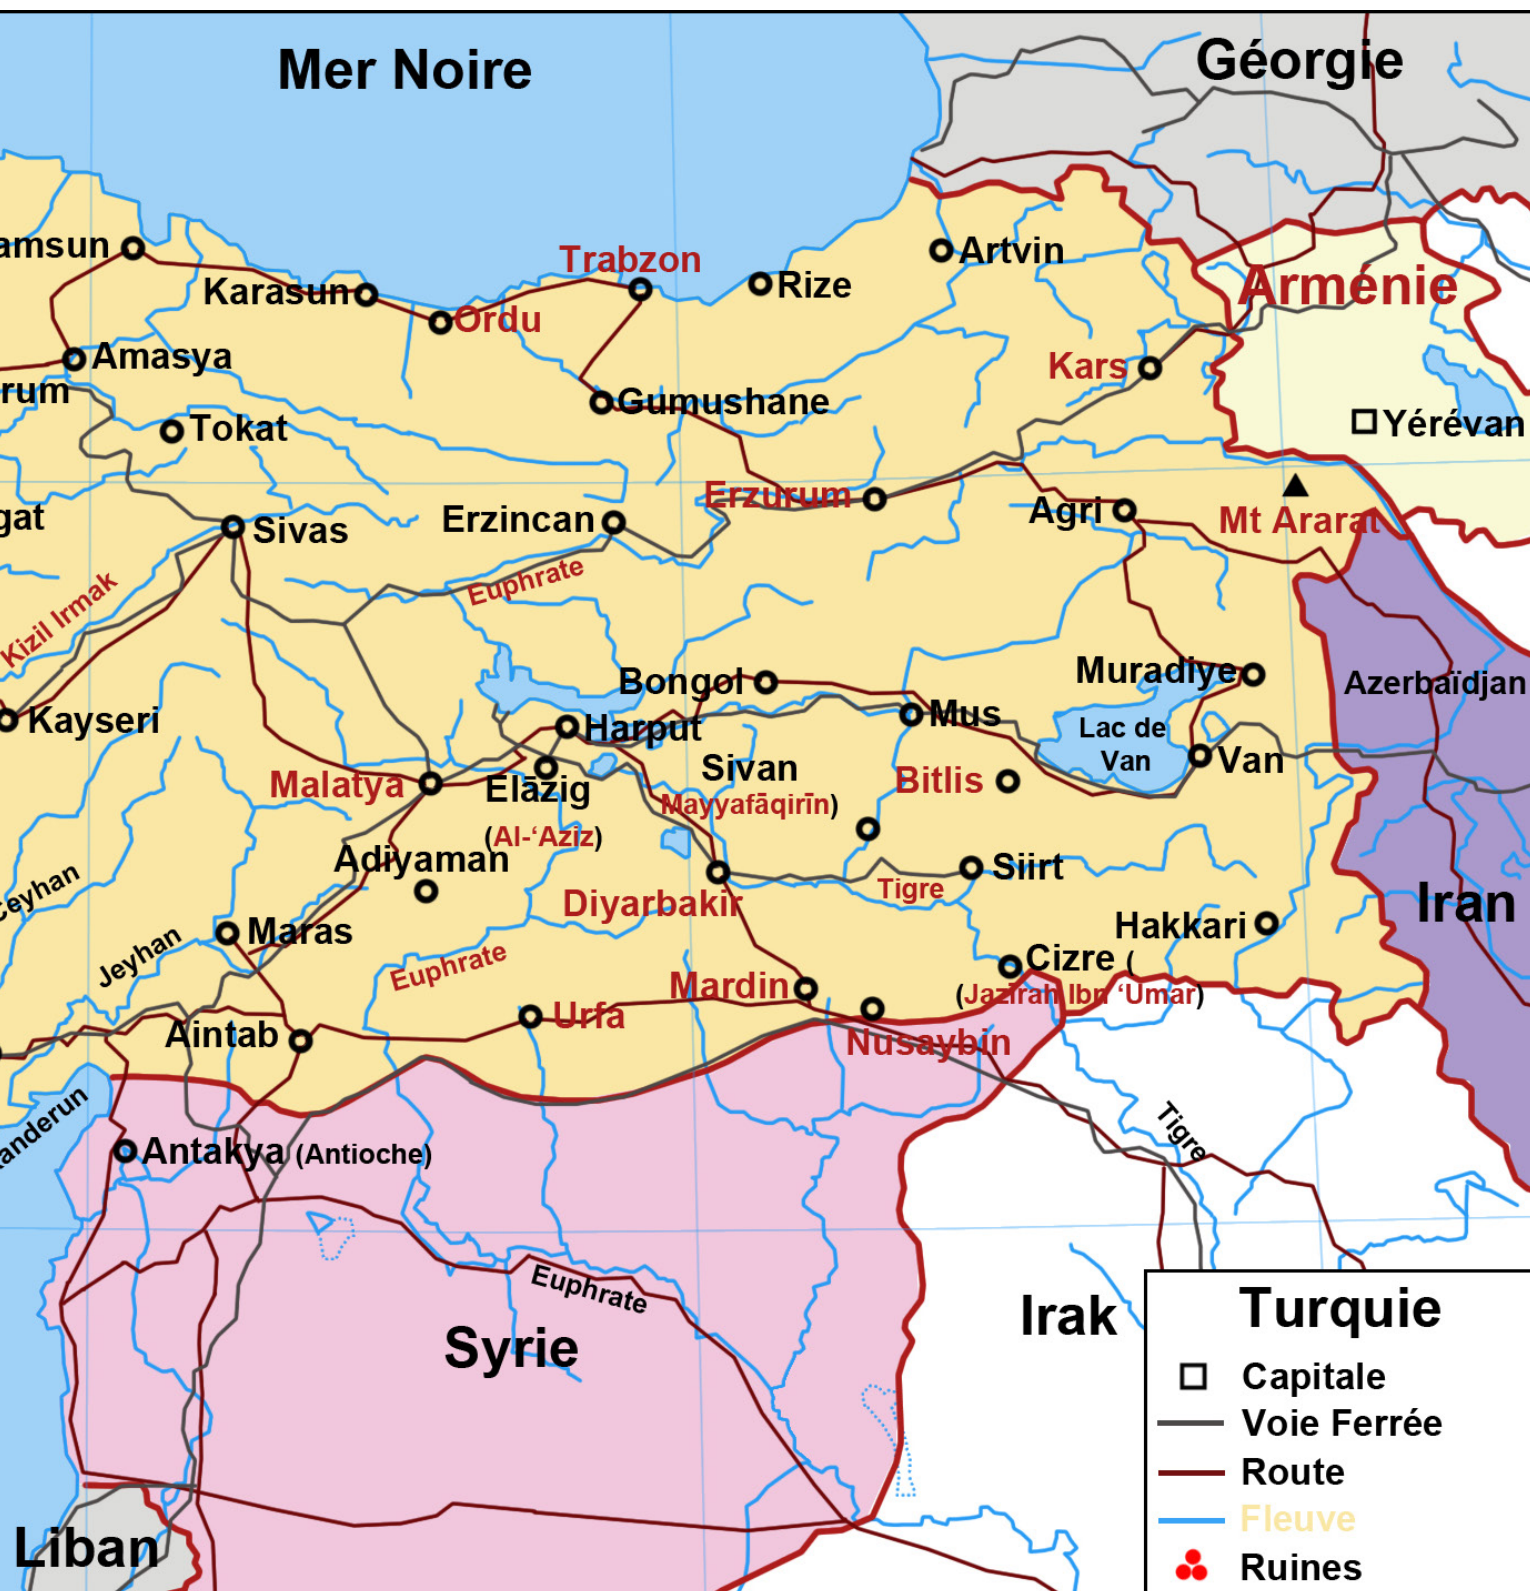 Mer Noire
Géorgie
amsun
Karasun
Ordu
Trabzon
Rize
Artvin
Arménie
Amasya
rum
Tokat
Gumushane
Kars
Yérévan
gat
Sivas
Erzincan
Erzurum
Agri
Mt Ararat
Kizil Irmak
Euphrate
Kayseri
Bongol
Harput
Mus
Muradiye
Azerbaïdjan
Lac de
Van
Van
Malatya
Elāzig
(Al-‘Aziz)
Sivan
Mayyafāqirīn)
Bitlis
Adiyaman
Siirt
Tigre
Ceyhan
Diyarbakir
Iran
Maras
Jeyhan
Hakkari
Euphrate
Cizre (
(Jazirah Ibn ‘Umar)
Mardin
Aintab
Urfa
Nusaybin
anderun
Antakya (Antioche)
Tigre
Euphrate
Syrie
Irak
Liban
Turquie
Capitale
Voie Ferrée
Route
Fleuve
Ruines